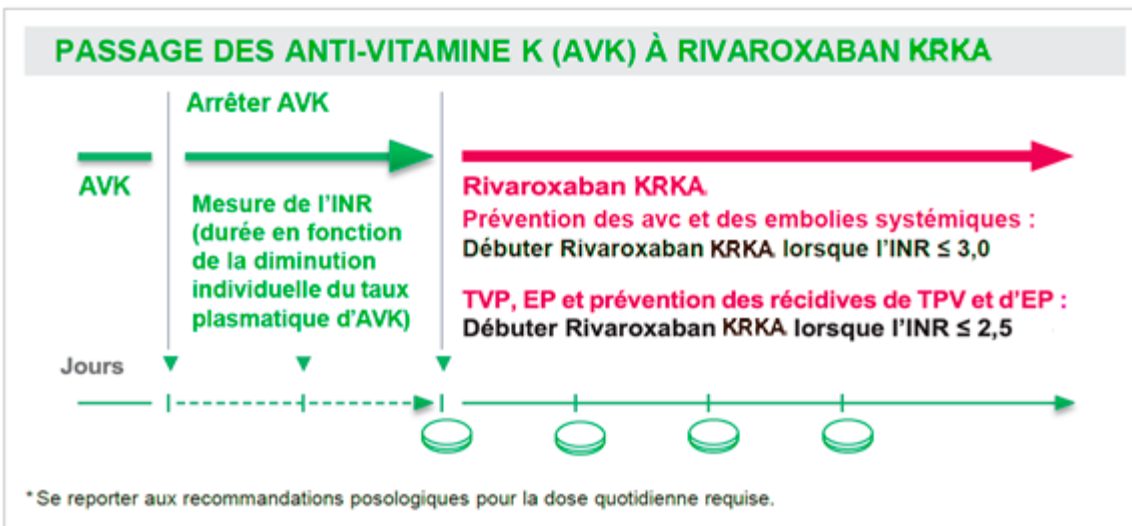 PASSAGE DES ANTI-VITAMINE K (AVK) À RIVAROXABAN KRKA
Arrêter AVK
AVK
Mesure de l'INR
(durée en fonction
de la diminution
individuelle du taux
plasmatique d'AVK)
Rivaroxaban KRKA
Prévention des avc et des embolies systémiques :
Débuter Rivaroxaban KRKA lorsque l'INR ≤ 3,0
TVP, EP et prévention des récidives de TPV et d'EP :
Débuter Rivaroxaban KRKA lorsque l'INR ≤ 2,5
Jours
*Se reporter aux recommandations posologiques pour la dose quotidienne requise.